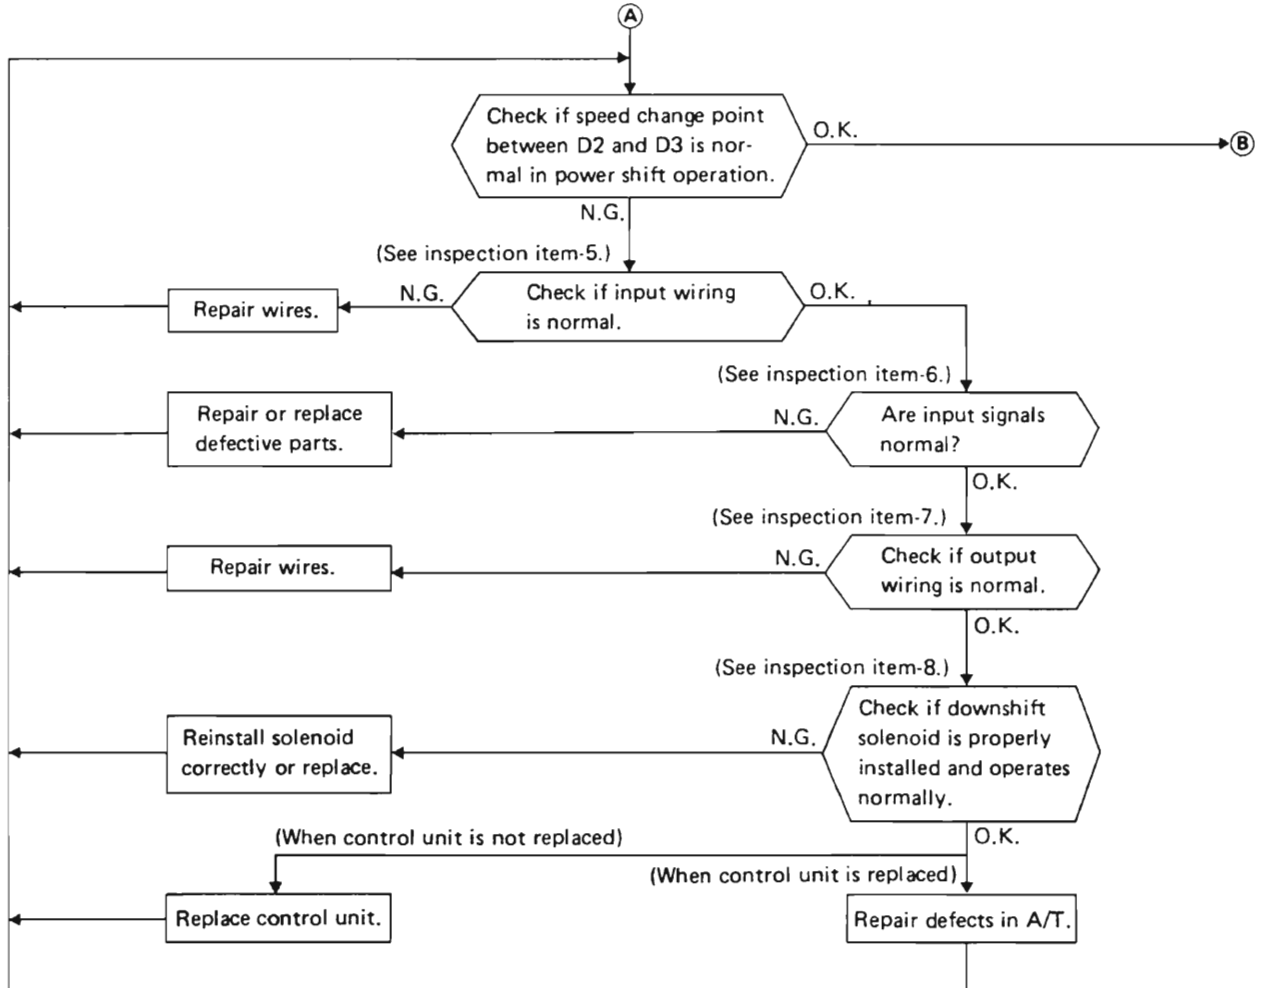 A
Check if speed change point
between D2 and D3 is nor-
mal in power shift operation.
O.K.
B
N.G.
(See inspection item-5.)
Check if input wiring
is normal.
N.G.
O.K.
Repair wires.
(See inspection item-6.)
Are input signals
normal?
N.G.
Repair or replace
defective parts.
O.K.
(See inspection item-7.)
Check if output
wiring is normal.
N.G.
Repair wires.
O.K.
(See inspection item-8.)
Check if downshift
solenoid is properly
installed and operates
normally.
N.G.
Reinstall solenoid
correctly or replace.
O.K.
(When control unit is not replaced)
(When control unit is replaced)
Replace control unit.
Repair defects in A/T.